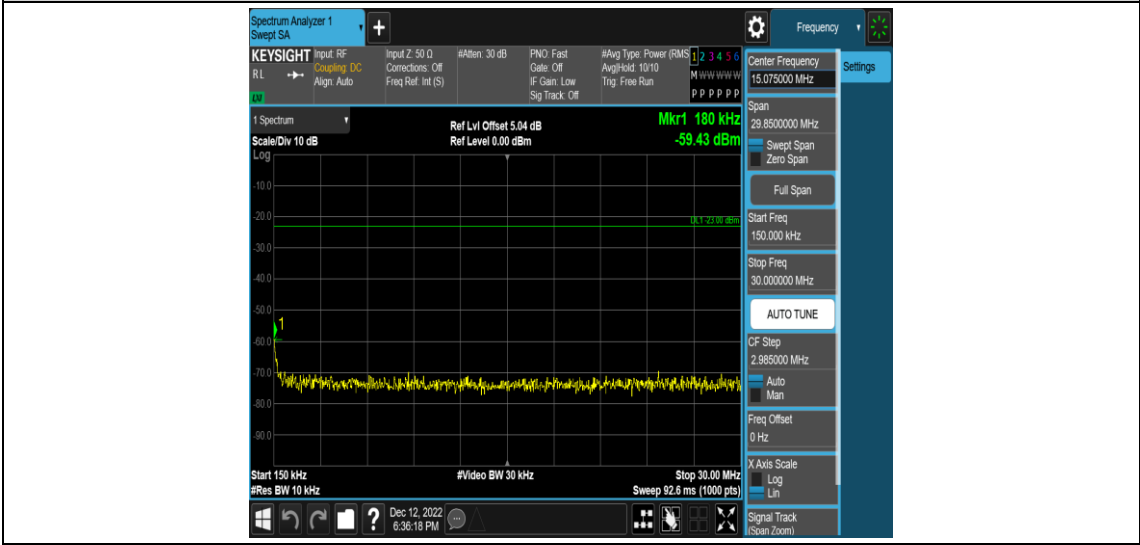 Spectrum Analyzer 1
Swept SA
+
Frequency
KEYSIGHT
RL
LM
Input: RF
Coupling: DC
Align: Auto
Input Z: 50 Ω
Corrections: Off
Freq Ref: Int (S)
#Atten: 30 dB
PNO: Fast
Gate: Off
IF Gain: Low
Sig Track: Off
#Avg Type: Power (RMS
Avg|Hold: 10/10
Trig: Free Run
1 2 3 4 5 6
M W W W W W
P P P P P P
1 Spectrum
Scale/Div 10 dB
Log
Ref Lvl Offset 5.04 dB
Ref Level 0.00 dBm
Mkr1 180 kHz
-59.43 dBm
-10.0
-20.0
DL1 -23.00 dBm
-30.0
-40.0
-50.0
1
-60.0
-70.0
-80.0
-90.0
Start 150 kHz
#Res BW 10 kHz
#Video BW 30 kHz
Stop 30.00 MHz
Sweep 92.6 ms (1000 pts)
?
Dec 12, 2022
6:36:18 PM
Center Frequency
15.075000 MHz
Settings
Span
29.8500000 MHz
Swept Span
Zero Span
Full Span
Start Freq
150.000 kHz
Stop Freq
30.000000 MHz
AUTO TUNE
CF Step
2.985000 MHz
Auto
Man
Freq Offset
0 Hz
X Axis Scale
Log
Lin
Signal Track
(Span Zoom)